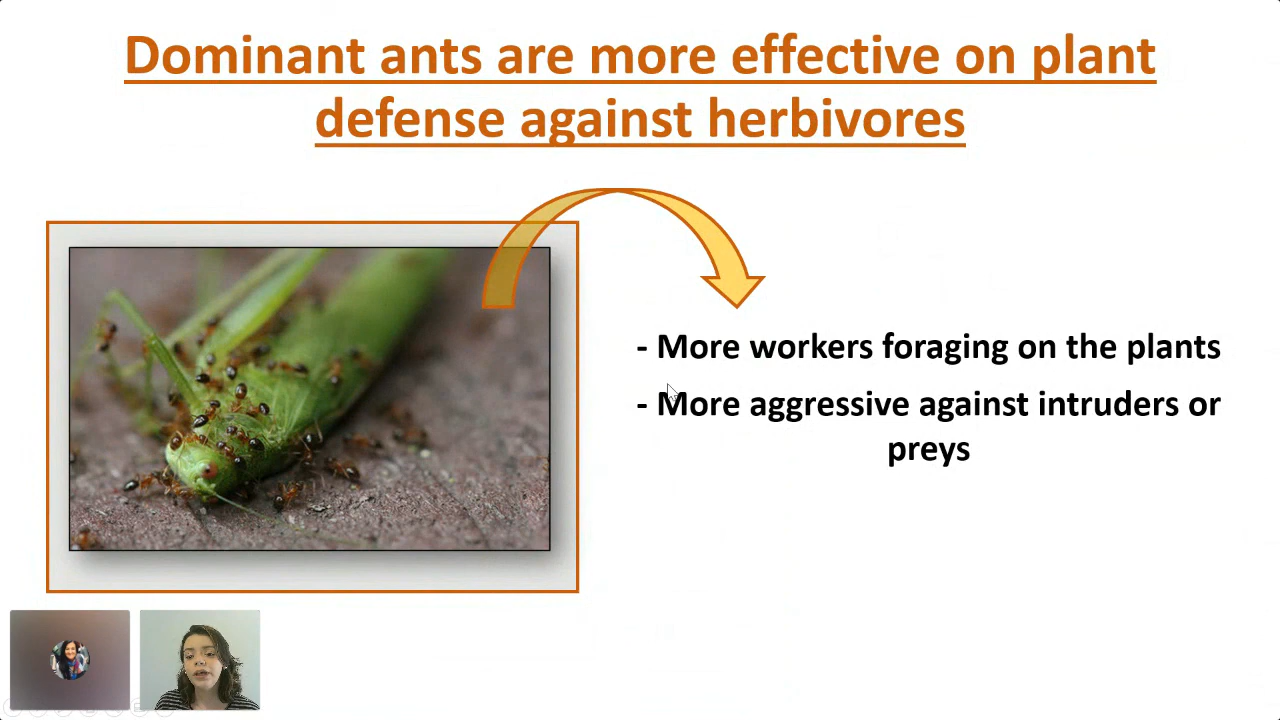 Dominant ants are more effective on plant
defense against herbivores
- More workers foraging on the plants
- More aggressive against intruders or
preys